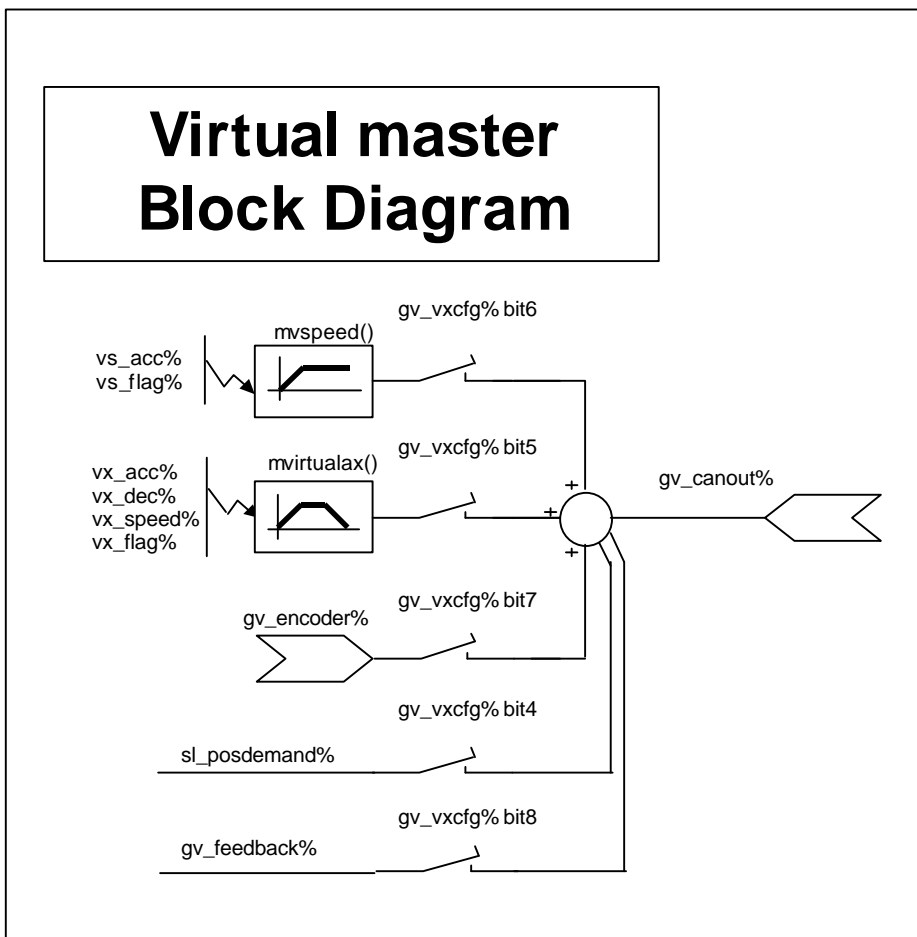 Virtual master
Block Diagram
gv_vxcfg% bit6
mvspeed()
vs_acc%
vs_flag%
+
gv_vxcfg% bit5
mvirtualax()
vx_acc%
vx_dec%
vx_speed%
vx_flag%
gv_canout%
+
+
gv_vxcfg% bit7
gv_encoder%
gv_vxcfg% bit4
sl_posdemand%
gv_vxcfg% bit8
gv_feedback%